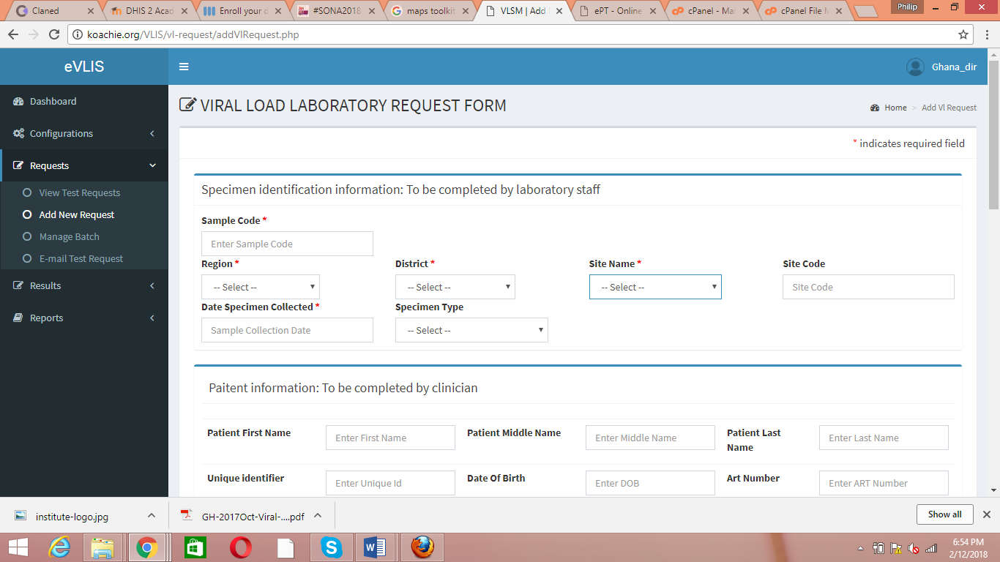 Claned
DHIS 2 Acad
Enroll your d
#SONA2018
maps toolkit
VLSM | Add
ePT - Online
cPanel - Mai
cPanel File M
Philip
koachie.org/VLIS/vl-request/addVlRequest.php
eVLIS
Ghana_dir
Dashboard
Configurations
Requests
View Test Requests
Add New Request
Manage Batch
E-mail Test Request
Results
Reports
VIRAL LOAD LABORATORY REQUEST FORM
Home > Add Vl Request
* indicates required field
Specimen identification information: To be completed by laboratory staff
Sample Code *
Enter Sample Code
Region * District * Site Name * Site Code
-- Select -- -- Select -- -- Select -- Site Code
Date Specimen Collected * Specimen Type
Sample Collection Date -- Select --
Paitent information: To be completed by clinician
Patient First Name Enter First Name Patient Middle Name Enter Middle Name Patient Last Name Enter Last Name
Unique identifier Enter Unique Id Date Of Birth Enter DOB Art Number Enter ART Number
institute-logo.jpg
GH-2017Oct-Viral-....pdf
Show all
6:54 PM
2/12/2018